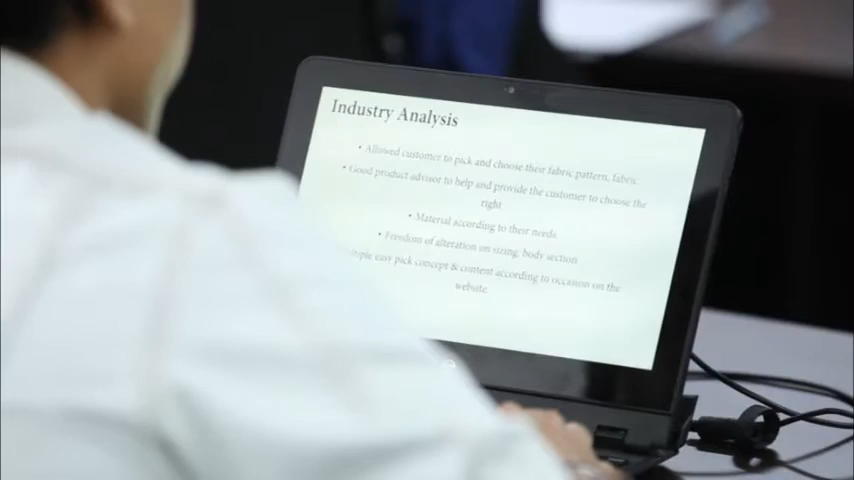 Industry Analysis
• Allowed customer to pick and choose their fabric pattern, fabric.
• Good product advisor to help and provide the customer to choose the
right
• Material according to their needs.
• Freedom of alteration on sizing, body section
easy pick concept & content according to occasion on the
website.